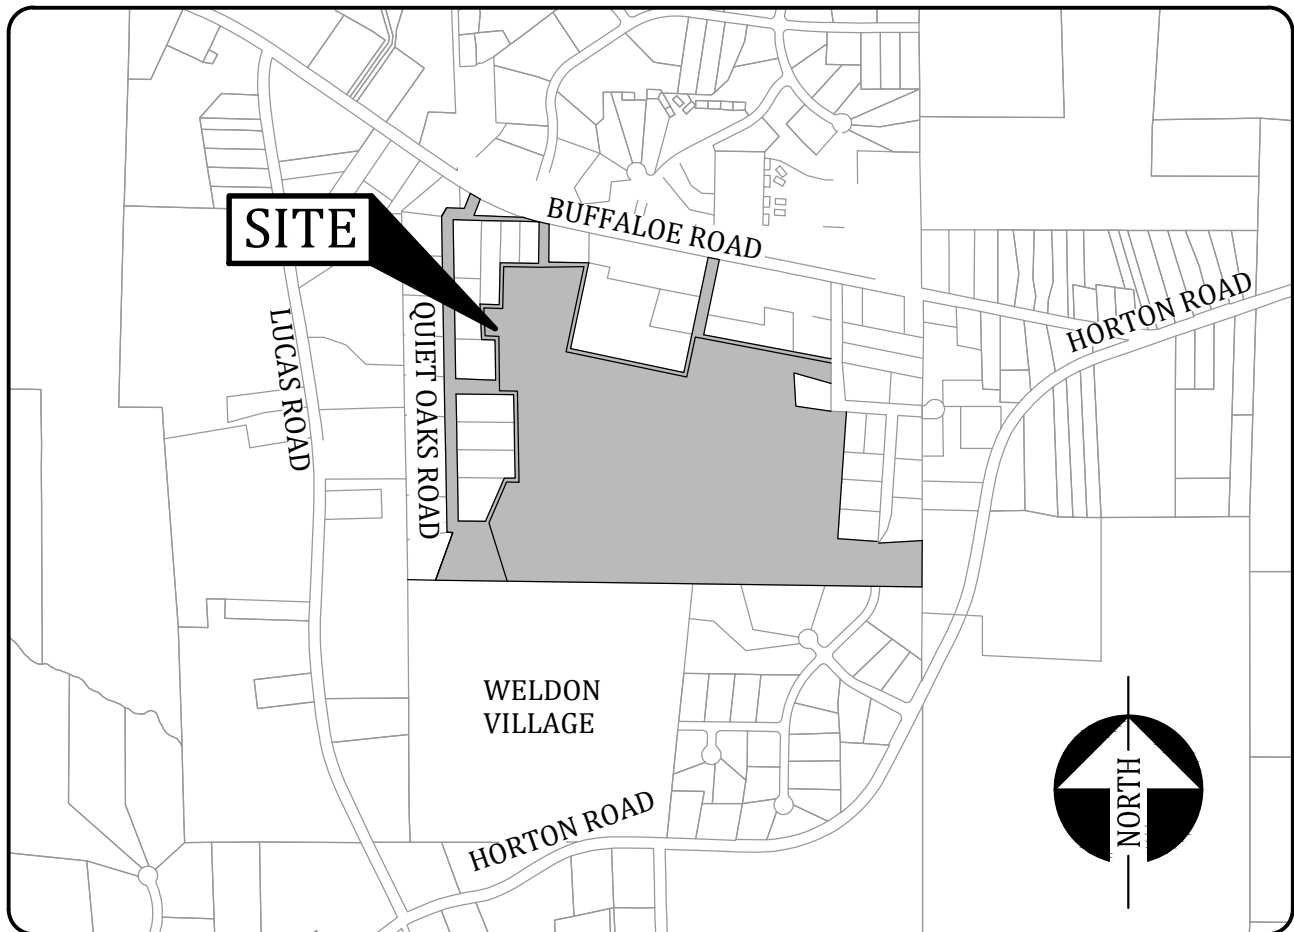 SITE
BUFFALOE ROAD
HORTON ROAD
LUCAS ROAD
QUIET OAKS ROAD
WELDON
VILLAGE
HORTON ROAD
NORTH